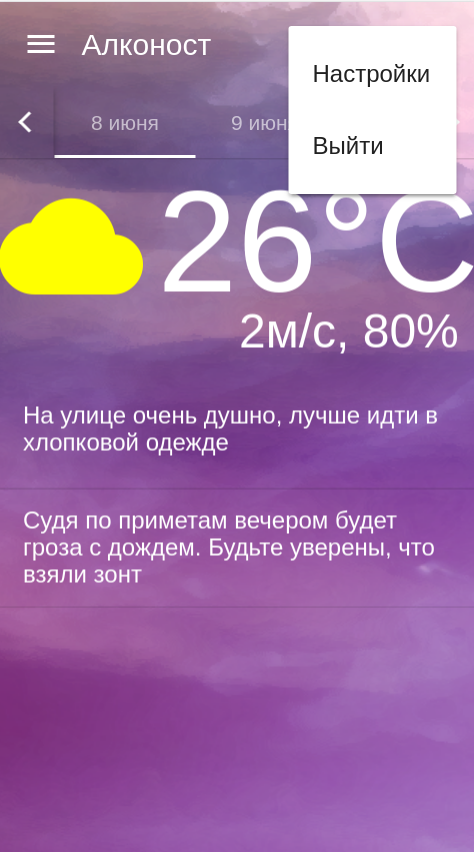 Алконост
Настройки
Выйти
8 июня
9 июн
26°C
2м/с, 80%
На улице очень душно, лучше идти в
хлопковой одежде
Судя по приметам вечером будет
гроза с дождем. Будьте уверены, что
взяли зонт